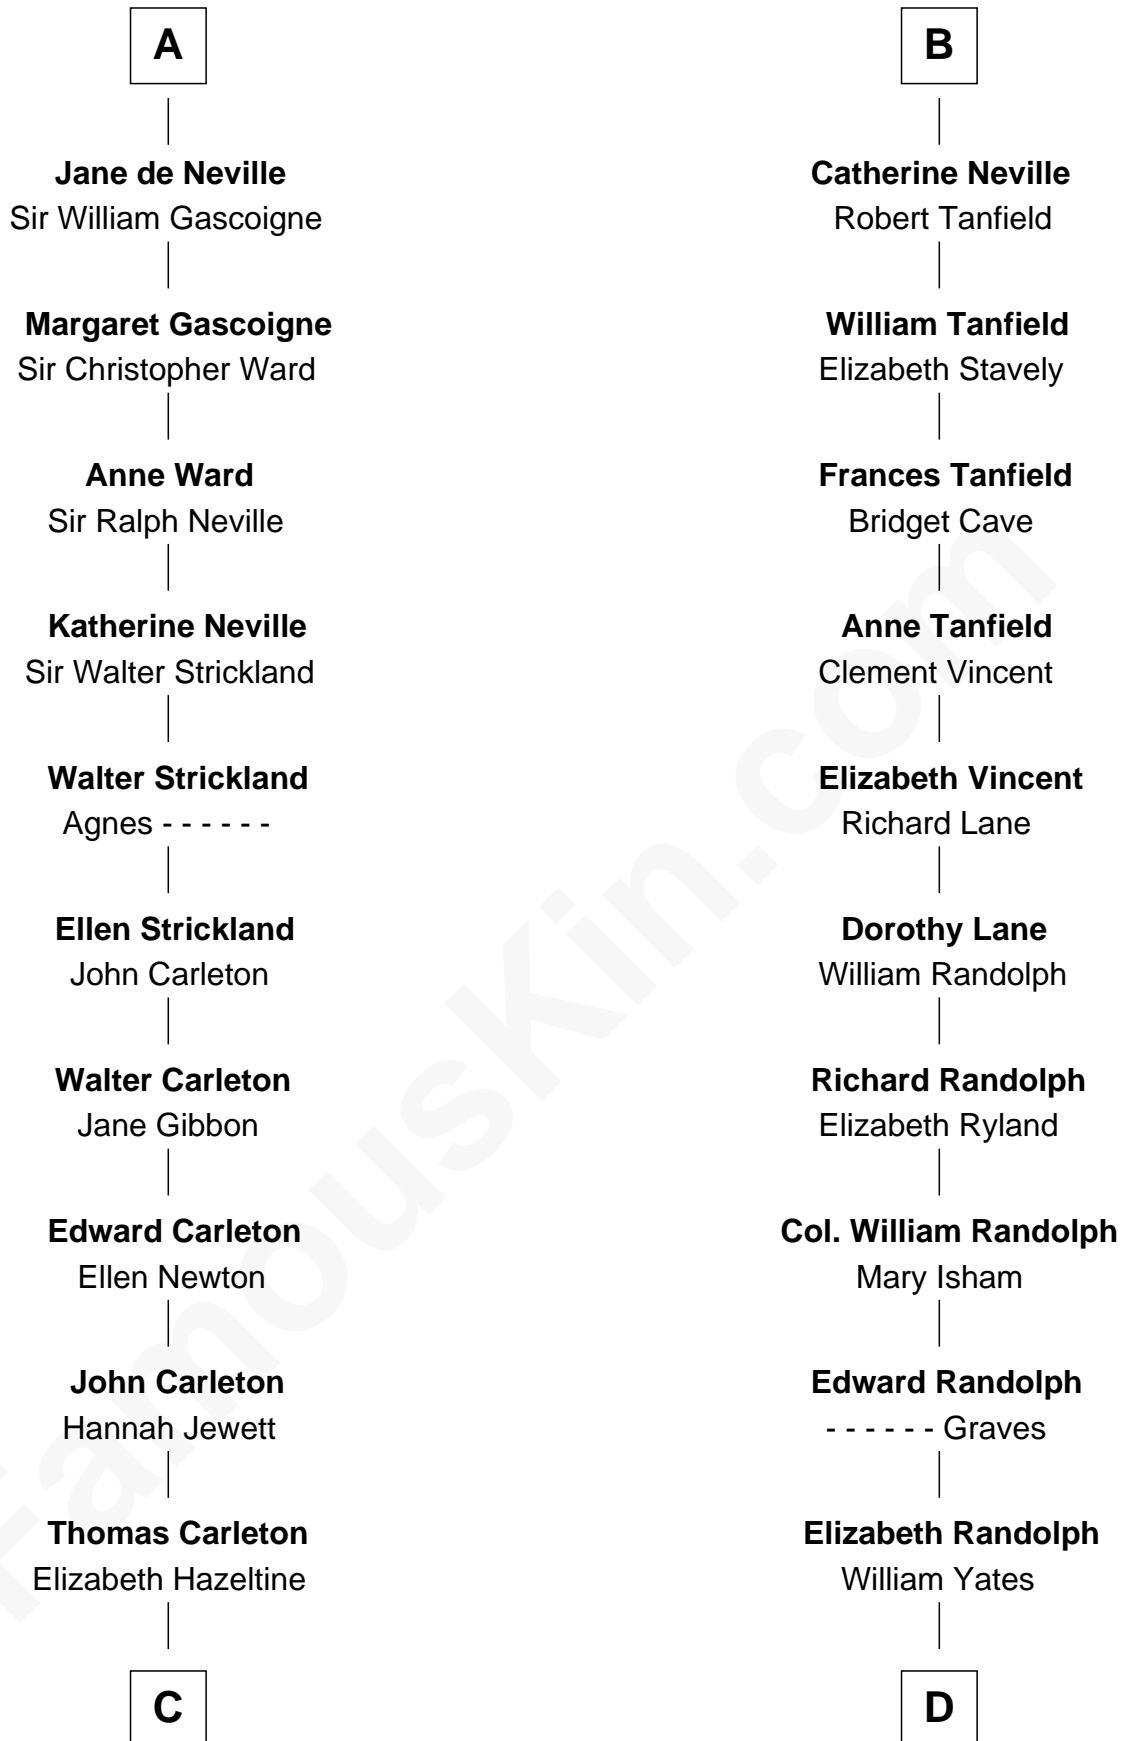 A
Jane de Neville
Sir William Gascoigne
Margaret Gascoigne
Sir Christopher Ward
Anne Ward
Sir Ralph Neville
Katherine Neville
Sir Walter Strickland
Walter Strickland
Agnes - - - - - -
Ellen Strickland
John Carleton
Walter Carleton
Jane Gibbon
Edward Carleton
Ellen Newton
John Carleton
Hannah Jewett
Thomas Carleton
Elizabeth Hazeltine
C
B
Catherine Neville
Robert Tanfield
William Tanfield
Elizabeth Stavely
Frances Tanfield
Bridget Cave
Anne Tanfield
Clement Vincent
Elizabeth Vincent
Richard Lane
Dorothy Lane
William Randolph
Richard Randolph
Elizabeth Ryland
Col. William Randolph
Mary Isham
Edward Randolph
- - - - - - Graves
Elizabeth Randolph
William Yates
D
FamousKin.com